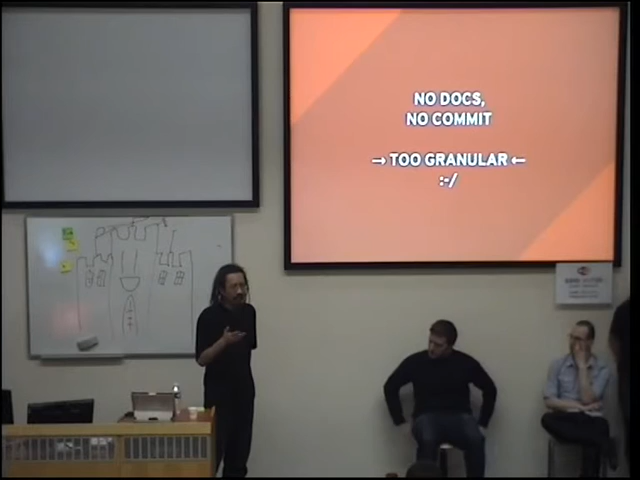 NO DOCS,
NO COMMIT
→ TOO GRANULAR ←
:-/